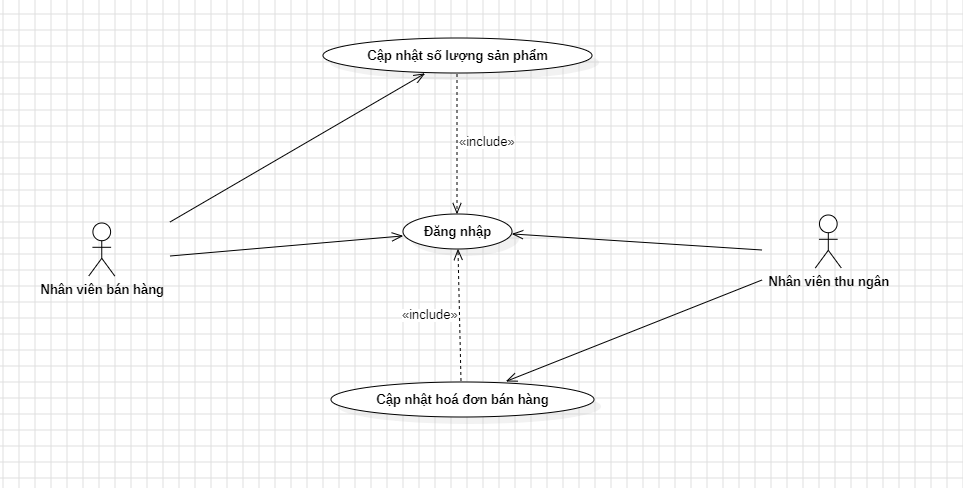 Cập nhật số lượng sản phẩm
«include»
Đăng nhập
Nhân viên bán hàng
Nhân viên thu ngân
«include»
Cập nhật hoá đơn bán hàng